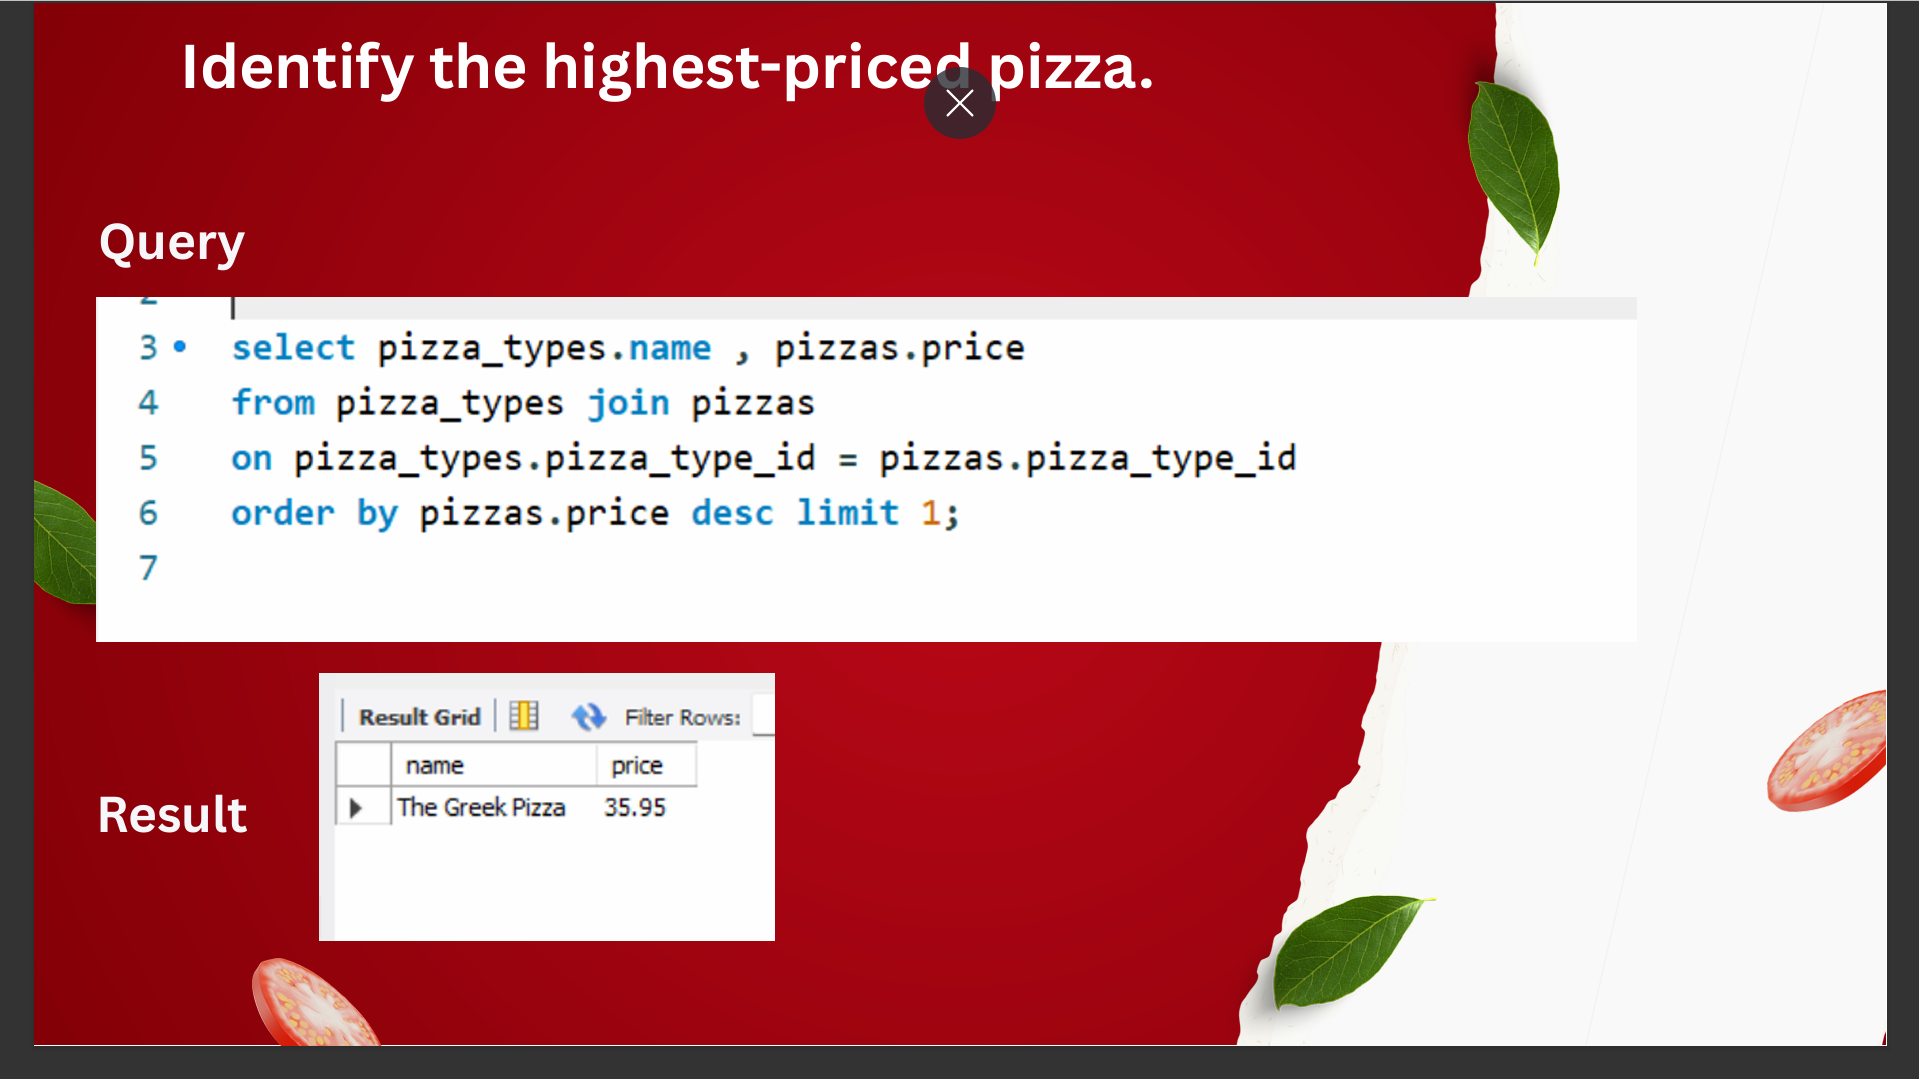 Identify the highest-priced pizza.
Query
3 select pizza_types.name , pizzas.price
4 from pizza_types join pizzas
5 on pizza_types.pizza_type_id = pizzas.pizza_type_id
6 order by pizzas.price desc limit 1;
7
Result Grid Filter Rows:
name price
The Greek Pizza 35.95
Result